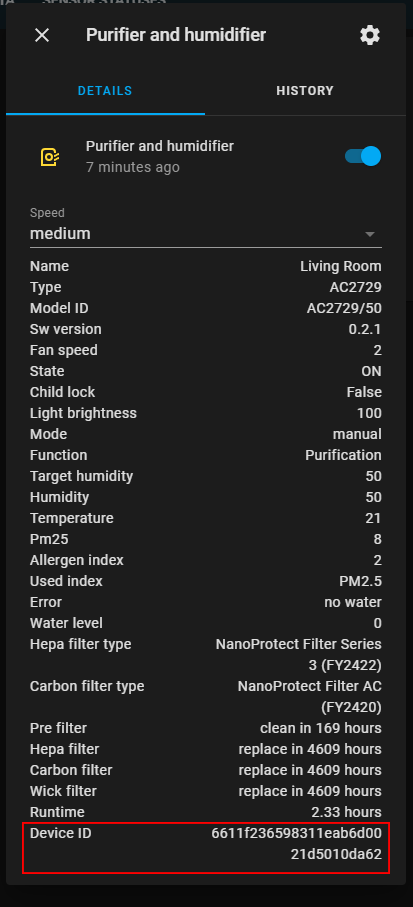 SENSOR STATUSES
Purifier and humidifier
DETAILS HISTORY
Purifier and humidifier
7 minutes ago
Speed
medium
Name Living Room
Type AC2729
Model ID AC2729/50
Sw version 0.2.1
Fan speed 2
State ON
Child lock False
Light brightness 100
Mode manual
Function Purification
Target humidity 50
Humidity 50
Temperature 21
Pm25 8
Allergen index 2
Used index PM2.5
Error no water
Water level 0
Hepa filter type NanoProtect Filter Series
3 (FY2422)
Carbon filter type NanoProtect Filter AC
(FY2420)
Pre filter clean in 169 hours
Hepa filter replace in 4609 hours
Carbon filter replace in 4609 hours
Wick filter replace in 4609 hours
Runtime 2.33 hours
Device ID 6611f236598311eab6d00
21d5010da62